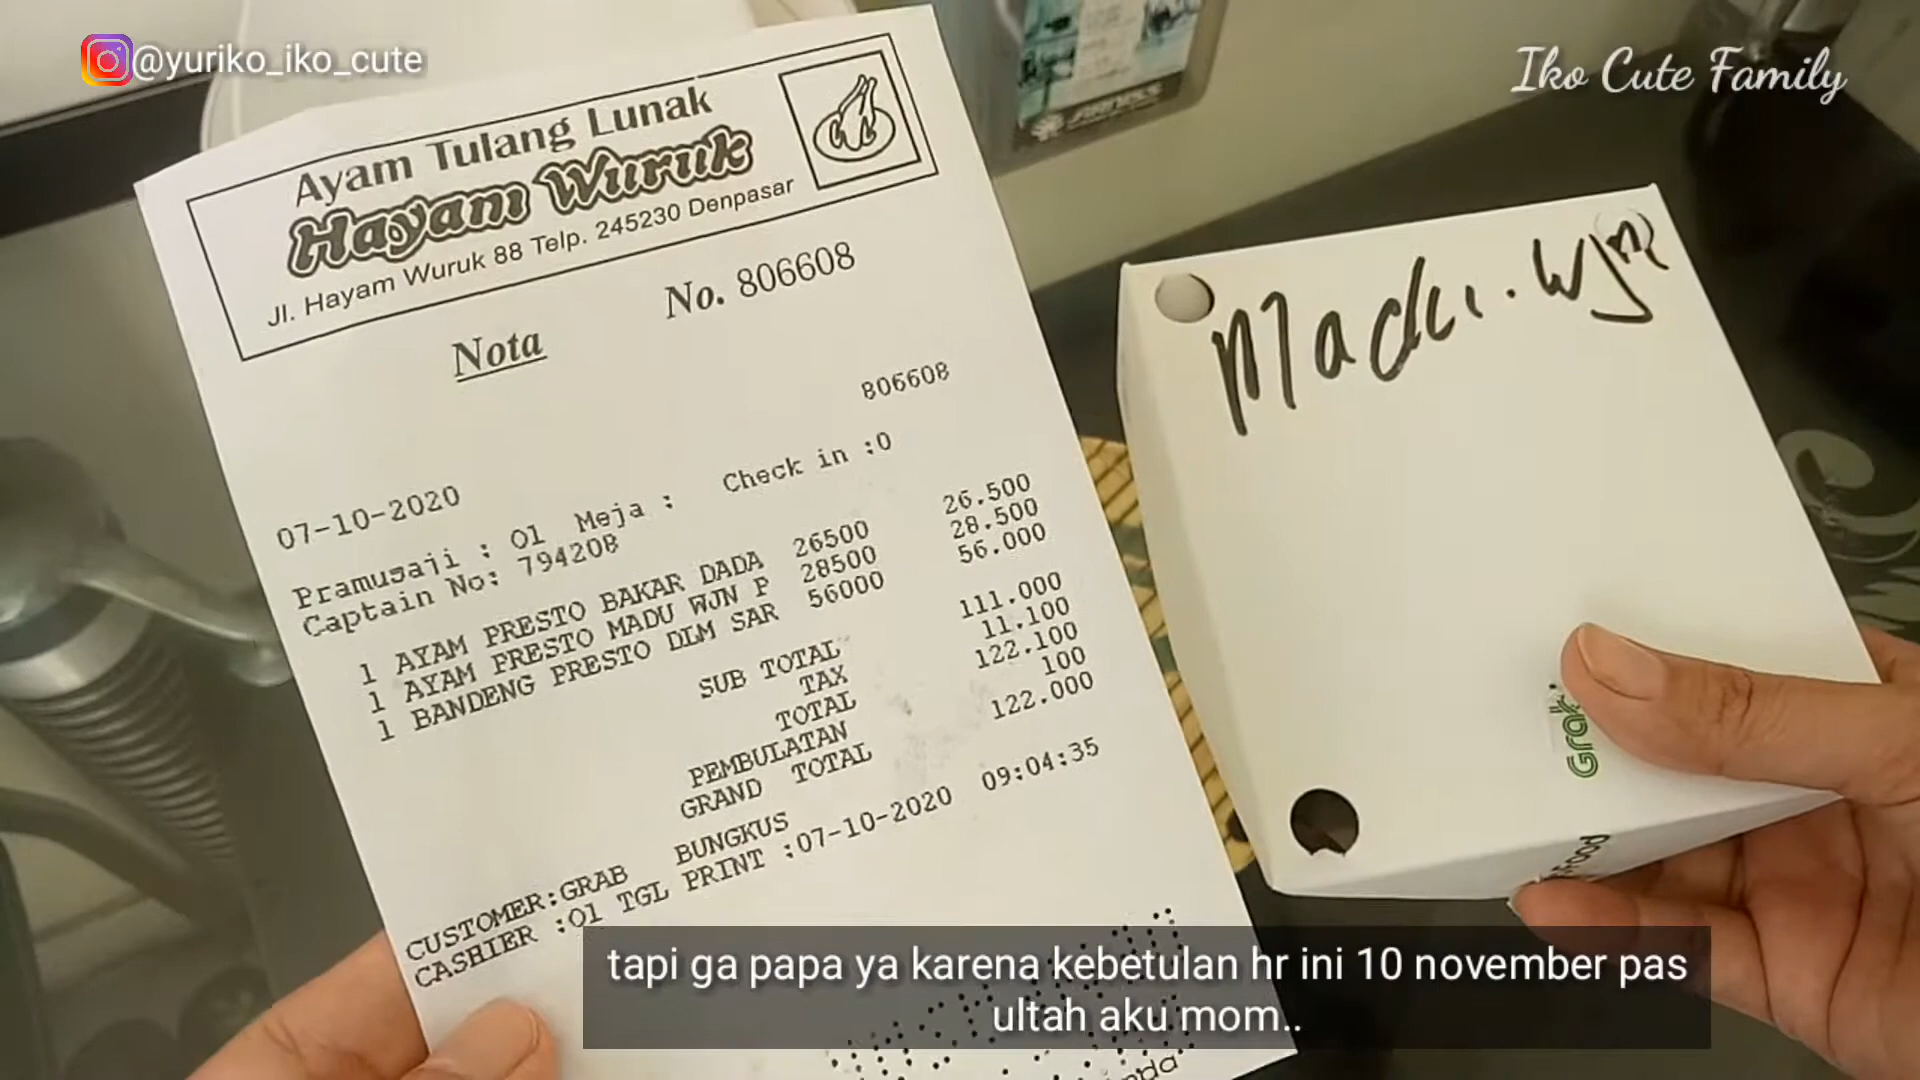 @yuriko_iko_cute
Iko Cute Family
Ayam Tulang Lunak
Hayam Wuruk
Jl. Hayam Wuruk 88 Telp. 245230 Denpasar
Nota No. 806608
806608
07-10-2020 Check in :0
Pramusaji : 01 Meja :
Captain No: 794208
1 AYAM PRESTO BAKAR DADA 26500 26.500
1 AYAM PRESTO MADU WJN P 28500 28.500
1 BANDENG PRESTO DLM SAR 56000 56.000
SUB TOTAL 111.000
TAX 11.100
TOTAL 122.100
PEMBULATAN 100
GRAND TOTAL 122.000
CUSTOMER:GRAB BUNGKUS
CASHIER :01 TGL PRINT :07-10-2020 09:04:35
Madu. Wjn
Grab
tapi ga papa ya karena kebetulan hr ini 10 november pas
ultah aku mom..